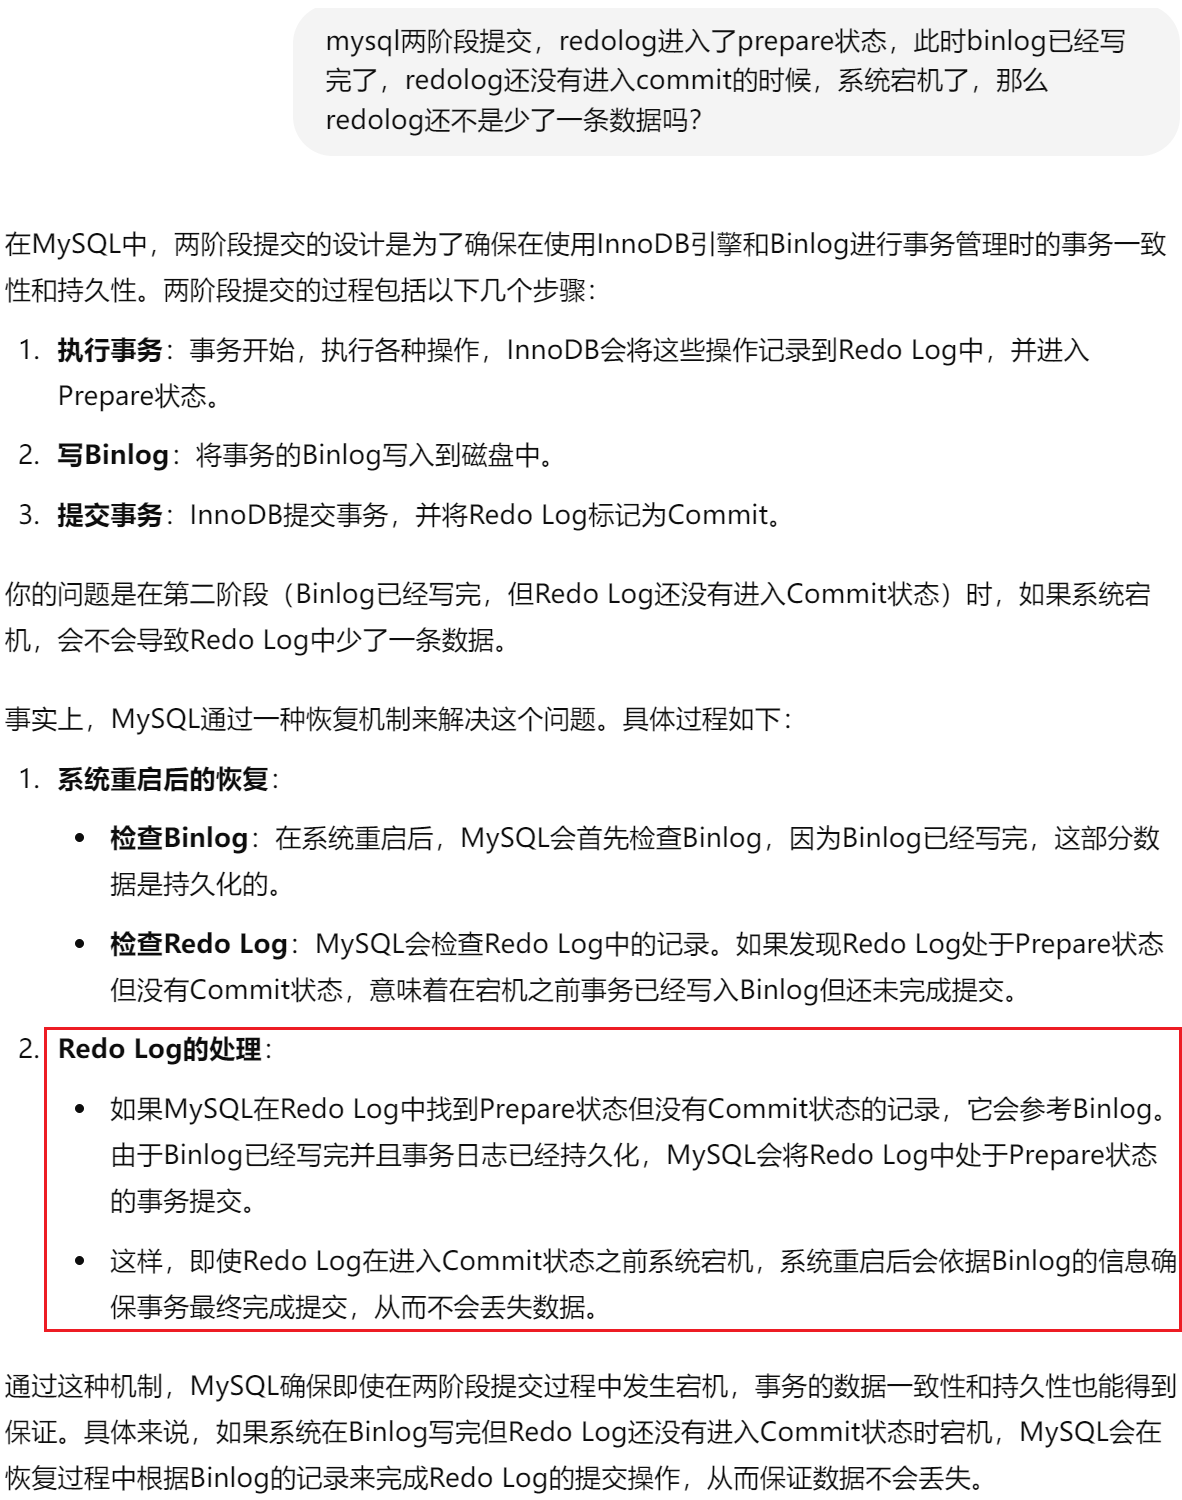 mysql两阶段提交，redolog进入了prepare状态，此时binlog已经写
完了，redolog还没有进入commit的时候，系统宕机了，那么
redolog还不是少了一条数据吗？
在MySQL中，两阶段提交的设计是为了确保在使用InnoDB引擎和Binlog进行事务管理时的事务一致
性和持久性。两阶段提交的过程包括以下几个步骤：
1. 执行事务：事务开始，执行各种操作，InnoDB会将这些操作记录到Redo Log中，并进入
Prepare状态。
2. 写Binlog：将事务的Binlog写入到磁盘中。
3. 提交事务：InnoDB提交事务，并将Redo Log标记为Commit。
你的问题是在第二阶段（Binlog已经写完，但Redo Log还没有进入Commit状态）时，如果系统宕
机，会不会导致Redo Log中少了一条数据。
事实上，MySQL通过一种恢复机制来解决这个问题。具体过程如下：
1. 系统重启后的恢复：
• 检查Binlog：在系统重启后，MySQL会首先检查Binlog，因为Binlog已经写完，这部分数
据是持久化的。
• 检查Redo Log：MySQL会检查Redo Log中的记录。如果发现Redo Log处于Prepare状态
但没有Commit状态，意味着在宕机之前事务已经写入Binlog但还未完成提交。
2. Redo Log的处理：
• 如果MySQL在Redo Log中找到Prepare状态但没有Commit状态的记录，它会参考Binlog。
由于Binlog已经写完并且事务日志已经持久化，MySQL会将Redo Log中处于Prepare状态
的事务提交。
• 这样，即使Redo Log在进入Commit状态之前系统宕机，系统重启后会依据Binlog的信息确
保事务最终完成提交，从而不会丢失数据。
通过这种机制，MySQL确保即使在两阶段提交过程中发生宕机，事务的数据一致性和持久性也能得到
保证。具体来说，如果系统在Binlog写完但Redo Log还没有进入Commit状态时宕机，MySQL会在
恢复过程中根据Binlog的记录来完成Redo Log的提交操作，从而保证数据不会丢失。